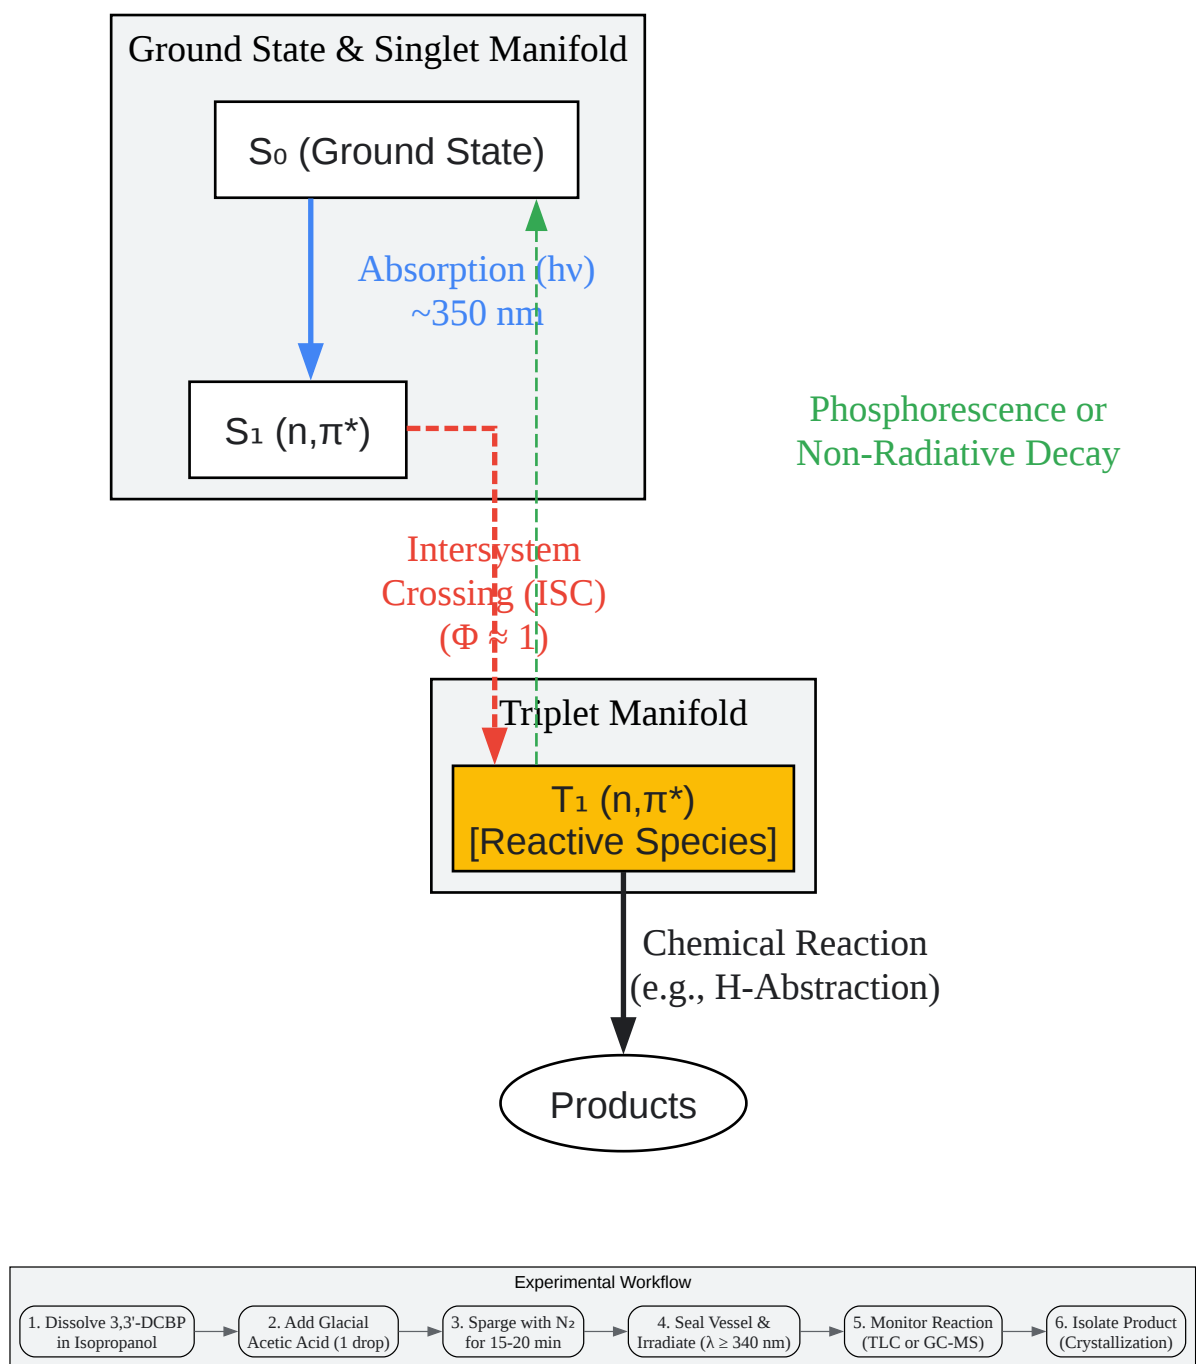 Ground State & Singlet Manifold
S₀ (Ground State)
Absorption (hν)
~350 nm
S₁ (n,π*)
Phosphorescence or
Non-Radiative Decay
Intersystem
Crossing (ISC)
(Φ ≈ 1)
Triplet Manifold
T₁ (n,π*)
[Reactive Species]
Chemical Reaction
(e.g., H-Abstraction)
Products
Experimental Workflow
1. Dissolve 3,3'-DCBP
in Isopropanol
2. Add Glacial
Acetic Acid (1 drop)
3. Sparge with N₂
for 15-20 min
4. Seal Vessel &
Irradiate (λ ≥ 340 nm)
5. Monitor Reaction
(TLC or GC-MS)
6. Isolate Product
(Crystallization)